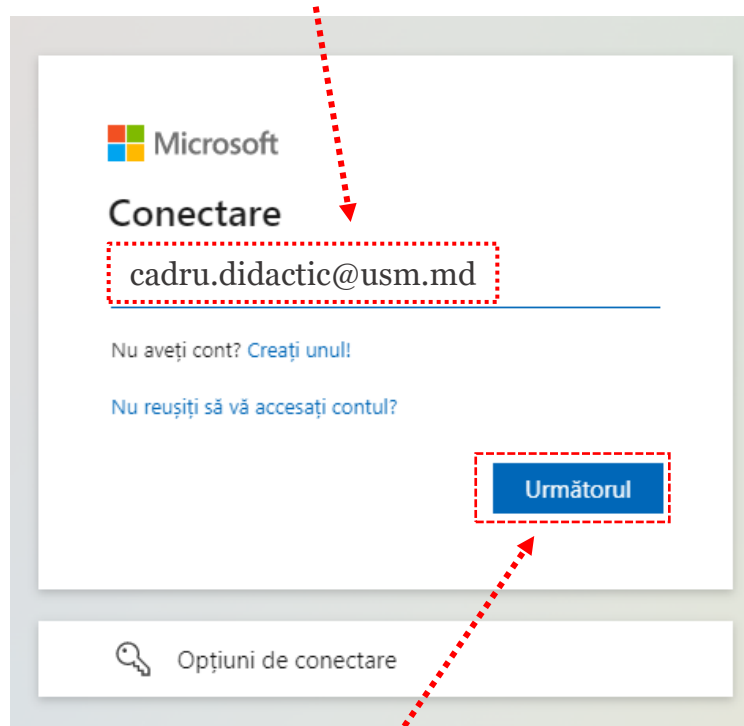 Microsoft
Conectare
cadru.didactic@usm.md
Nu aveți cont? Creați unul!
Nu reușiți să vă accesați contul?
Următorul
Opțiuni de conectare